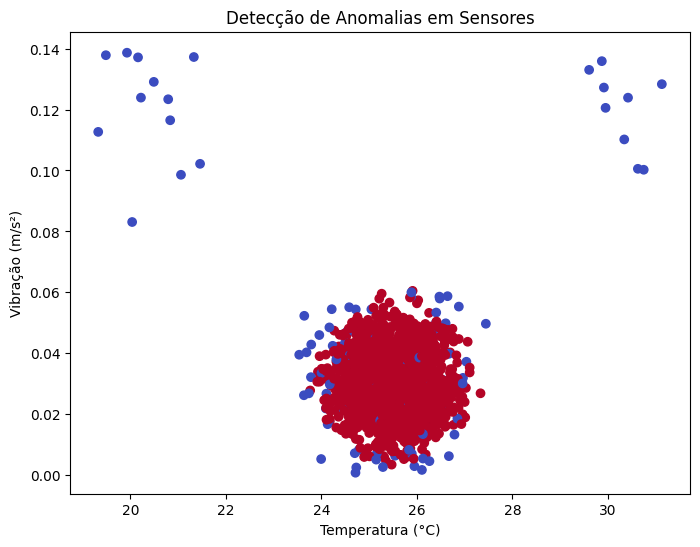 Detecção de Anomalias em Sensores
0.14
0.12
0.10
0.08
0.06
0.04
0.02
0.00
Vibração (m/s²)
20 22 24 26 28 30
Temperatura (°C)